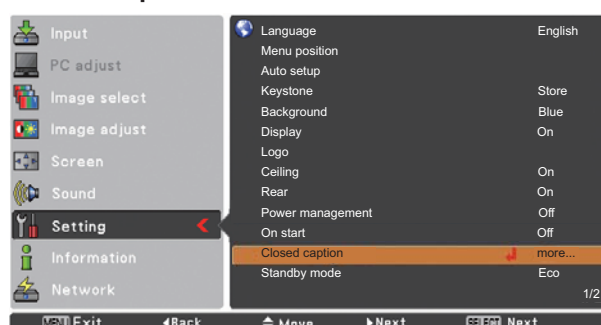 Input
PC adjust
Image select
Image adjust
Screen
Sound
Setting
Information
Network
Language English
Menu position
Auto setup
Keystone Store
Background Blue
Display On
Logo
Ceiling On
Rear On
Power management Off
On start Off
Closed caption more...
Standby mode Eco
1/2
MENU Exit Back Move Next SELECT Next